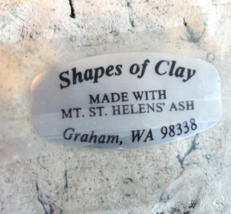 Shapes of Clay
MADE WITH
MT. ST. HELENS' ASH
Graham, WA 98338